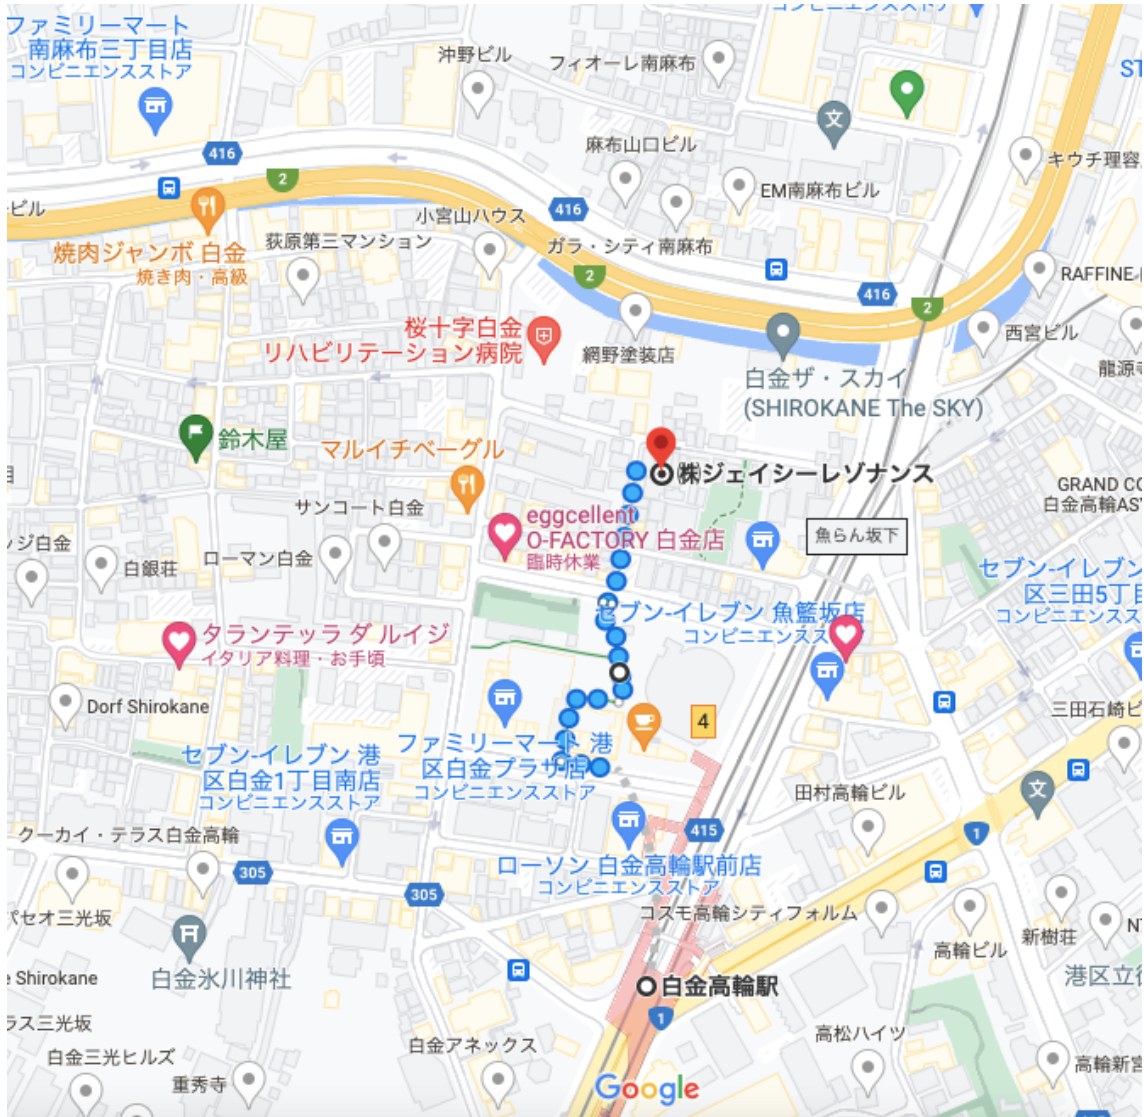 ファミリーマート
南麻布三丁目店
コンビニエンスストア
沖野ビル
フィオーレ南麻布
コンビニエンスストア
ST
文
416
麻布山口ビル
キウチ理容
2
EM南麻布ビル
ービル
焼肉ジャンボ 白金
焼き肉・高級
荻原第三マンション
小宮山ハウス
416
ガラ・シティ南麻布
2
416
2
RAFFINE
桜十字白金
リハビリテーション病院
網野塗装店
西宮ビル
白金ザ・スカイ
(SHIROKANE The SKY)
龍源寺
鈴木屋
マルイチベーグル
㈱ジェイシーレゾナンス
サンコート白金
GRAND CO
白金高輪AS
eggcellent
O-FACTORY 白金店
臨時休業
魚らん坂下
ッジ白金
白銀荘
ローマン白金
セブン-イレブン
区三田5丁目
コンビニエンスス
セブン-イレブン 魚籃坂店
コンビニエンススト
タランテッラ ダ ルイジ
イタリア料理・お手頃
Dorf Shirokane
三田石崎ビ
4
セブン-イレブン 港
区白金1丁目南店
コンビニエンスストア
ファミリーマート 港
区白金プラザ店
コンビニエンスストア
田村高輪ビル
文
クーカイ・テラス白金高輪
415
1
305
305
ローソン 白金高輪駅前店
コンビニエンスストア
パセオ三光坂
コスモ高輪シティフォルム
高輪ビル
新樹荘
NT
白金氷川神社
e Shirokane
白金高輪駅
港区立
ラス三光坂
1
高松ハイツ
白金三光ヒルズ
重秀寺
白金アネックス
高輪新宮
Google